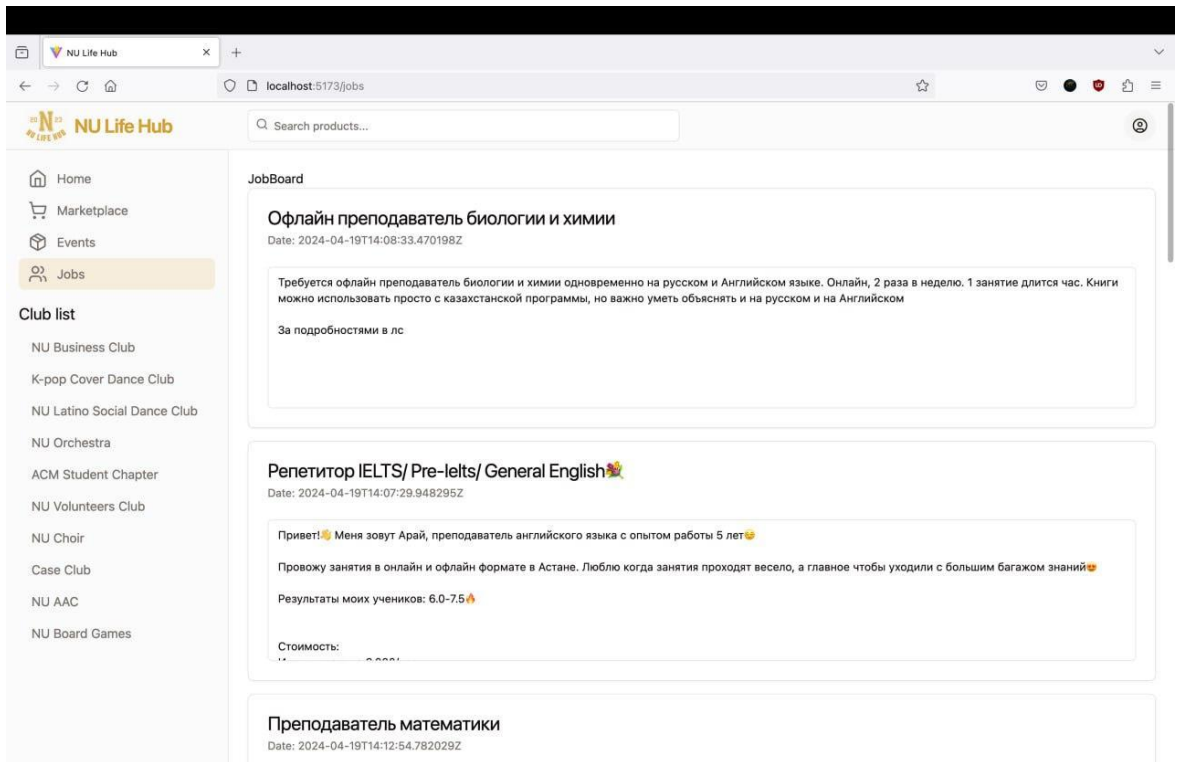 NU Life Hub
localhost:5173/jobs
20 N 23
NU LIFE HUB
NU Life Hub
Search products...
Home
Marketplace
Events
Jobs
Club list
NU Business Club
K-pop Cover Dance Club
NU Latino Social Dance Club
NU Orchestra
ACM Student Chapter
NU Volunteers Club
NU Choir
Case Club
NU AAC
NU Board Games
JobBoard
Офлайн преподаватель биологии и химии
Date: 2024-04-19T14:08:33.470198Z
Требуется офлайн преподаватель биологии и химии одновременно на русском и Английском языке. Онлайн, 2 раза в неделю. 1 занятие длится час. Книги
можно использовать просто с казахстанской программы, но важно уметь объяснять и на русском и на Английском
За подробностями в лс
Репетитор IELTS/ Pre-Ielts/ General English💐
Date: 2024-04-19T14:07:29.948295Z
Привет!👋 Меня зовут Арай, преподаватель английского языка с опытом работы 5 лет😊
Провожу занятия в онлайн и офлайн формате в Астане. Люблю когда занятия проходят весело, а главное чтобы уходили с большим багажом знаний😍
Результаты моих учеников: 6.0-7.5🔥
Стоимость:
Преподаватель математики
Date: 2024-04-19T14:12:54.782029Z